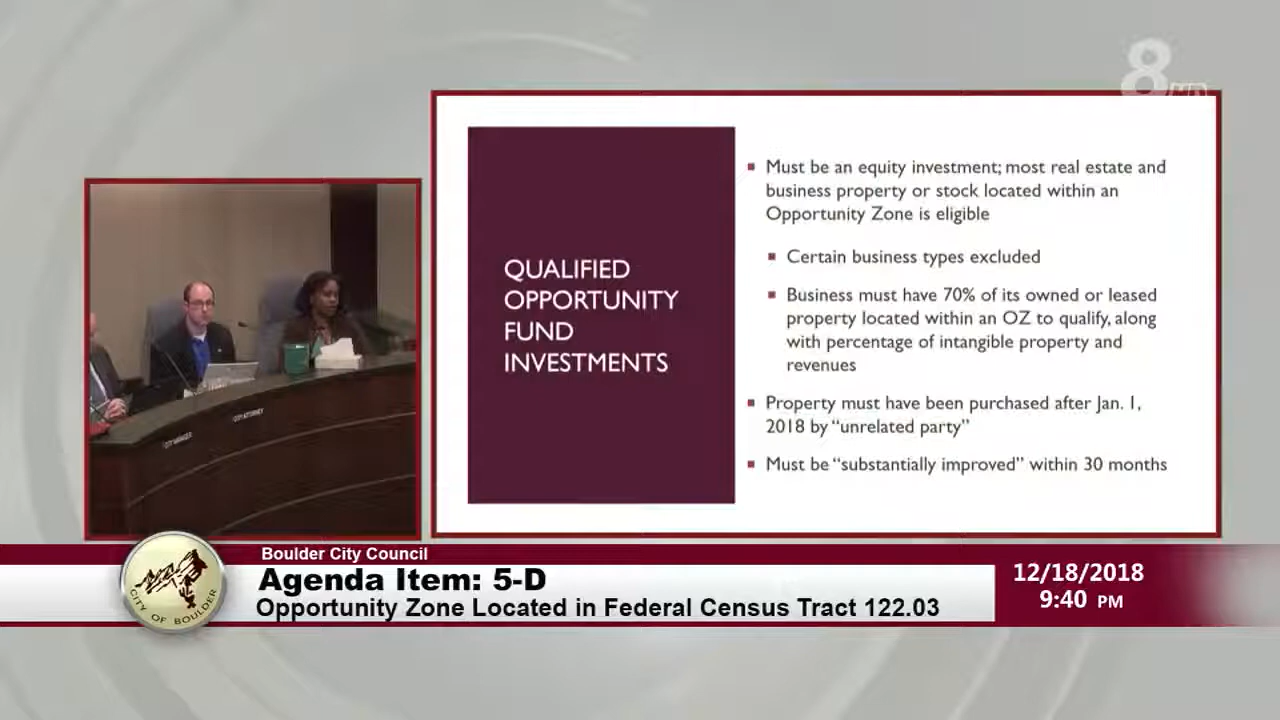 8
HD
QUALIFIED
OPPORTUNITY
FUND
INVESTMENTS
▪ Must be an equity investment; most real estate and
business property or stock located within an
Opportunity Zone is eligible
▪ Certain business types excluded
▪ Business must have 70% of its owned or leased
property located within an OZ to qualify, along
with percentage of intangible property and
revenues
▪ Property must have been purchased after Jan. 1,
2018 by “unrelated party”
▪ Must be “substantially improved” within 30 months
CITY MANAGER
CITY ATTORNEY
Boulder City Council
Agenda Item: 5-D
Opportunity Zone Located in Federal Census Tract 122.03
12/18/2018
9:40 PM
CITY OF BOULDER